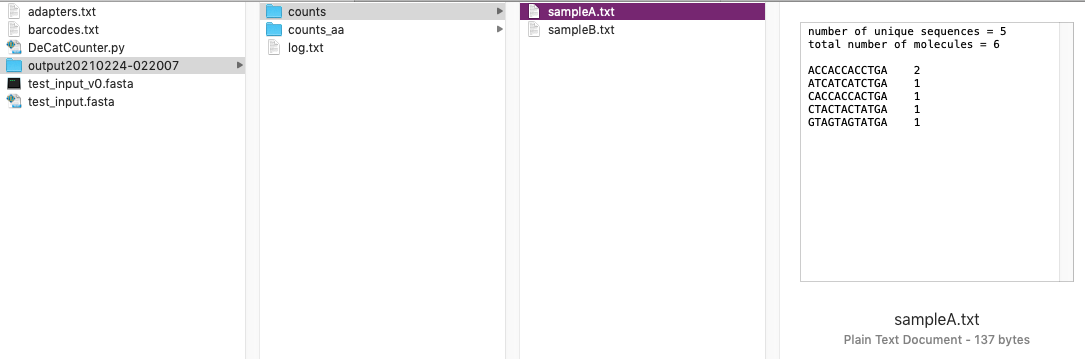 adapters.txt
barcodes.txt
DeCatCounter.py
output20210224-022007
test_input_v0.fasta
test_input.fasta
counts
counts_aa
log.txt
sampleA.txt
sampleB.txt
number of unique sequences = 5
total number of molecules = 6
ACCACCACCTGA 2
ATCATCATCTGA 1
CACCACCACTGA 1
CTACTACTATGA 1
GTAGTAGTATGA 1
sampleA.txt
Plain Text Document - 137 bytes